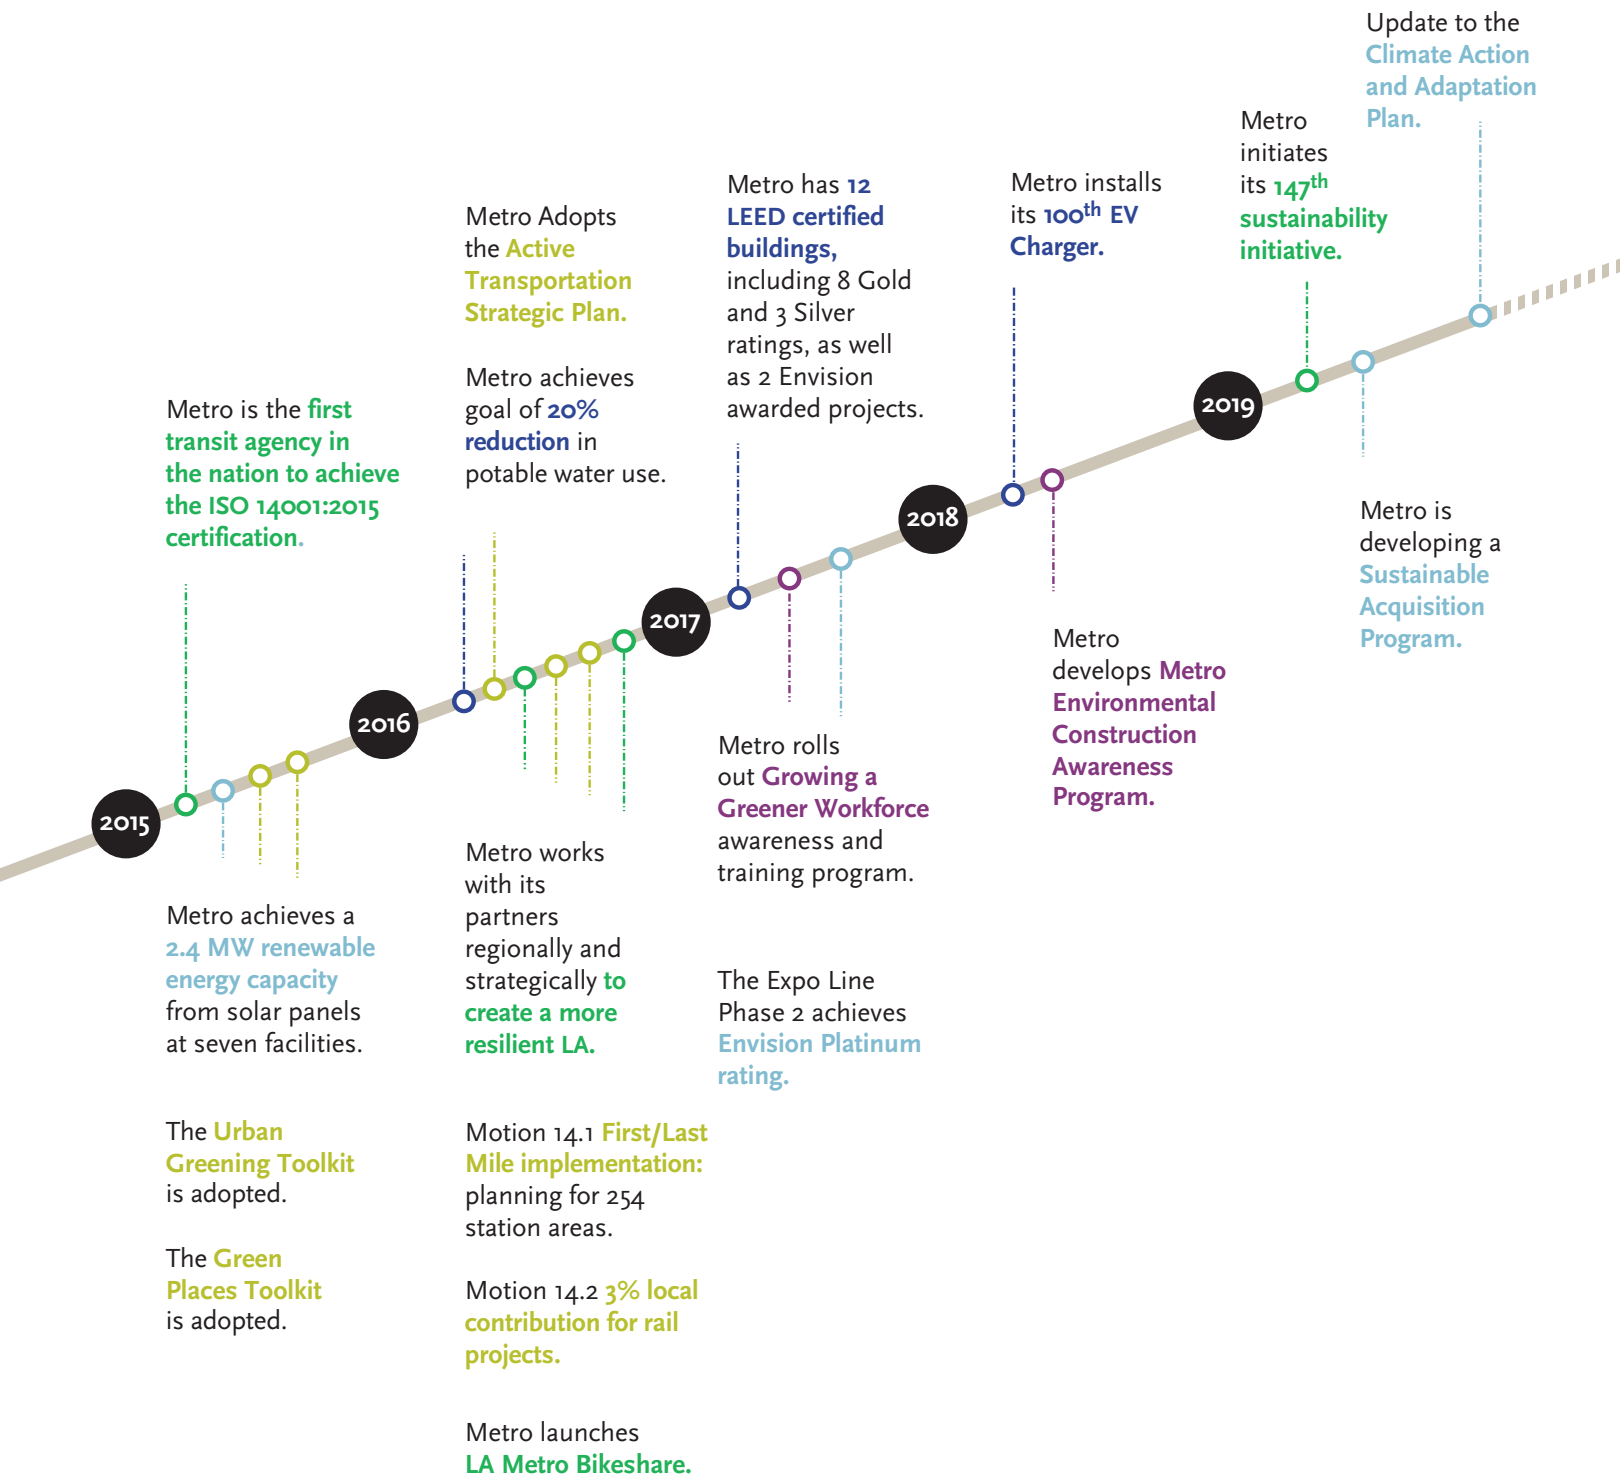 Update to the
Climate Action
and Adaptation
Plan.
Metro
initiates
its 147th
sustainability
initiative.
Metro installs
its 100th EV
Charger.
Metro has 12
LEED certified
buildings,
including 8 Gold
and 3 Silver
ratings, as well
as 2 Envision
awarded projects.
Metro Adopts
the Active
Transportation
Strategic Plan.
Metro achieves
goal of 20%
reduction in
potable water use.
Metro is the first
transit agency in
the nation to achieve
the ISO 14001:2015
certification.
2015
2016
2017
2018
2019
Metro achieves a
2.4 MW renewable
energy capacity
from solar panels
at seven facilities.
The Urban
Greening Toolkit
is adopted.
The Green
Places Toolkit
is adopted.
Metro works
with its
partners
regionally and
strategically to
create a more
resilient LA.
Motion 14.1 First/Last
Mile implementation:
planning for 254
station areas.
Motion 14.2 3% local
contribution for rail
projects.
Metro launches
LA Metro Bikeshare.
Metro rolls
out Growing a
Greener Workforce
awareness and
training program.
The Expo Line
Phase 2 achieves
Envision Platinum
rating.
Metro
develops Metro
Environmental
Construction
Awareness
Program.
Metro is
developing a
Sustainable
Acquisition
Program.